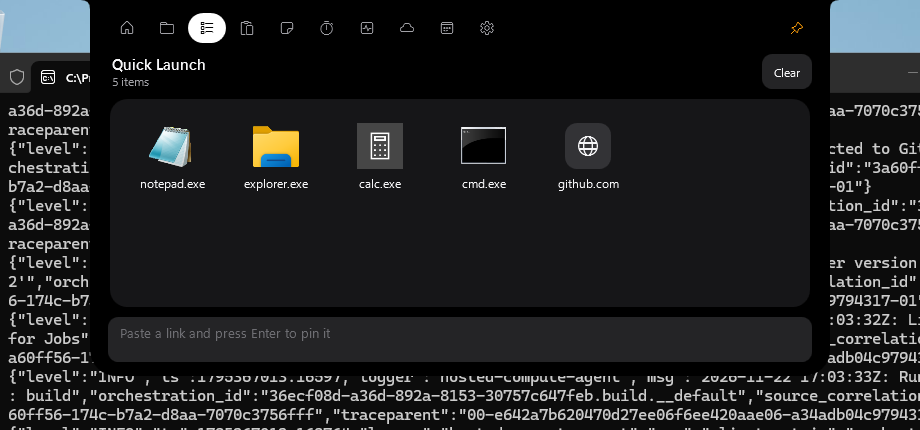 Quick Launch
5 items
Clear
C:\P
a36d-892a
aa-7070c375
raceparent
{"level":
cted to Git
notepad.exe
explorer.exe
calc.exe
cmd.exe
github.com
chestratio
id":"3a60ff
b7a2-d8aa
-01"}
{"level":
ation_id":"
a36d-892a
aa-7070c375
raceparent
{"level":
er version
2'","orch
lation_id"
6-174c-b7
9794317-01"
{"level":
:03:32Z: Li
for Jobs"
_correlatio
Paste a link and press Enter to pin it
a60ff56-17
adb04c97943
{"level":"INFO","ts":1795367013.16597,"logger":"hosted-compute-agent","msg":"2026-11-22 17:03:33Z: Run
: build","orchestration_id":"36ecf08d-a36d-892a-8153-30757c647feb.build.__default","source_correlation
60ff56-174c-b7a2-d8aa-7070c3756fff","traceparent":"00-e642a7b620470d27ee06f6ee420aae06-a34adb04c979431